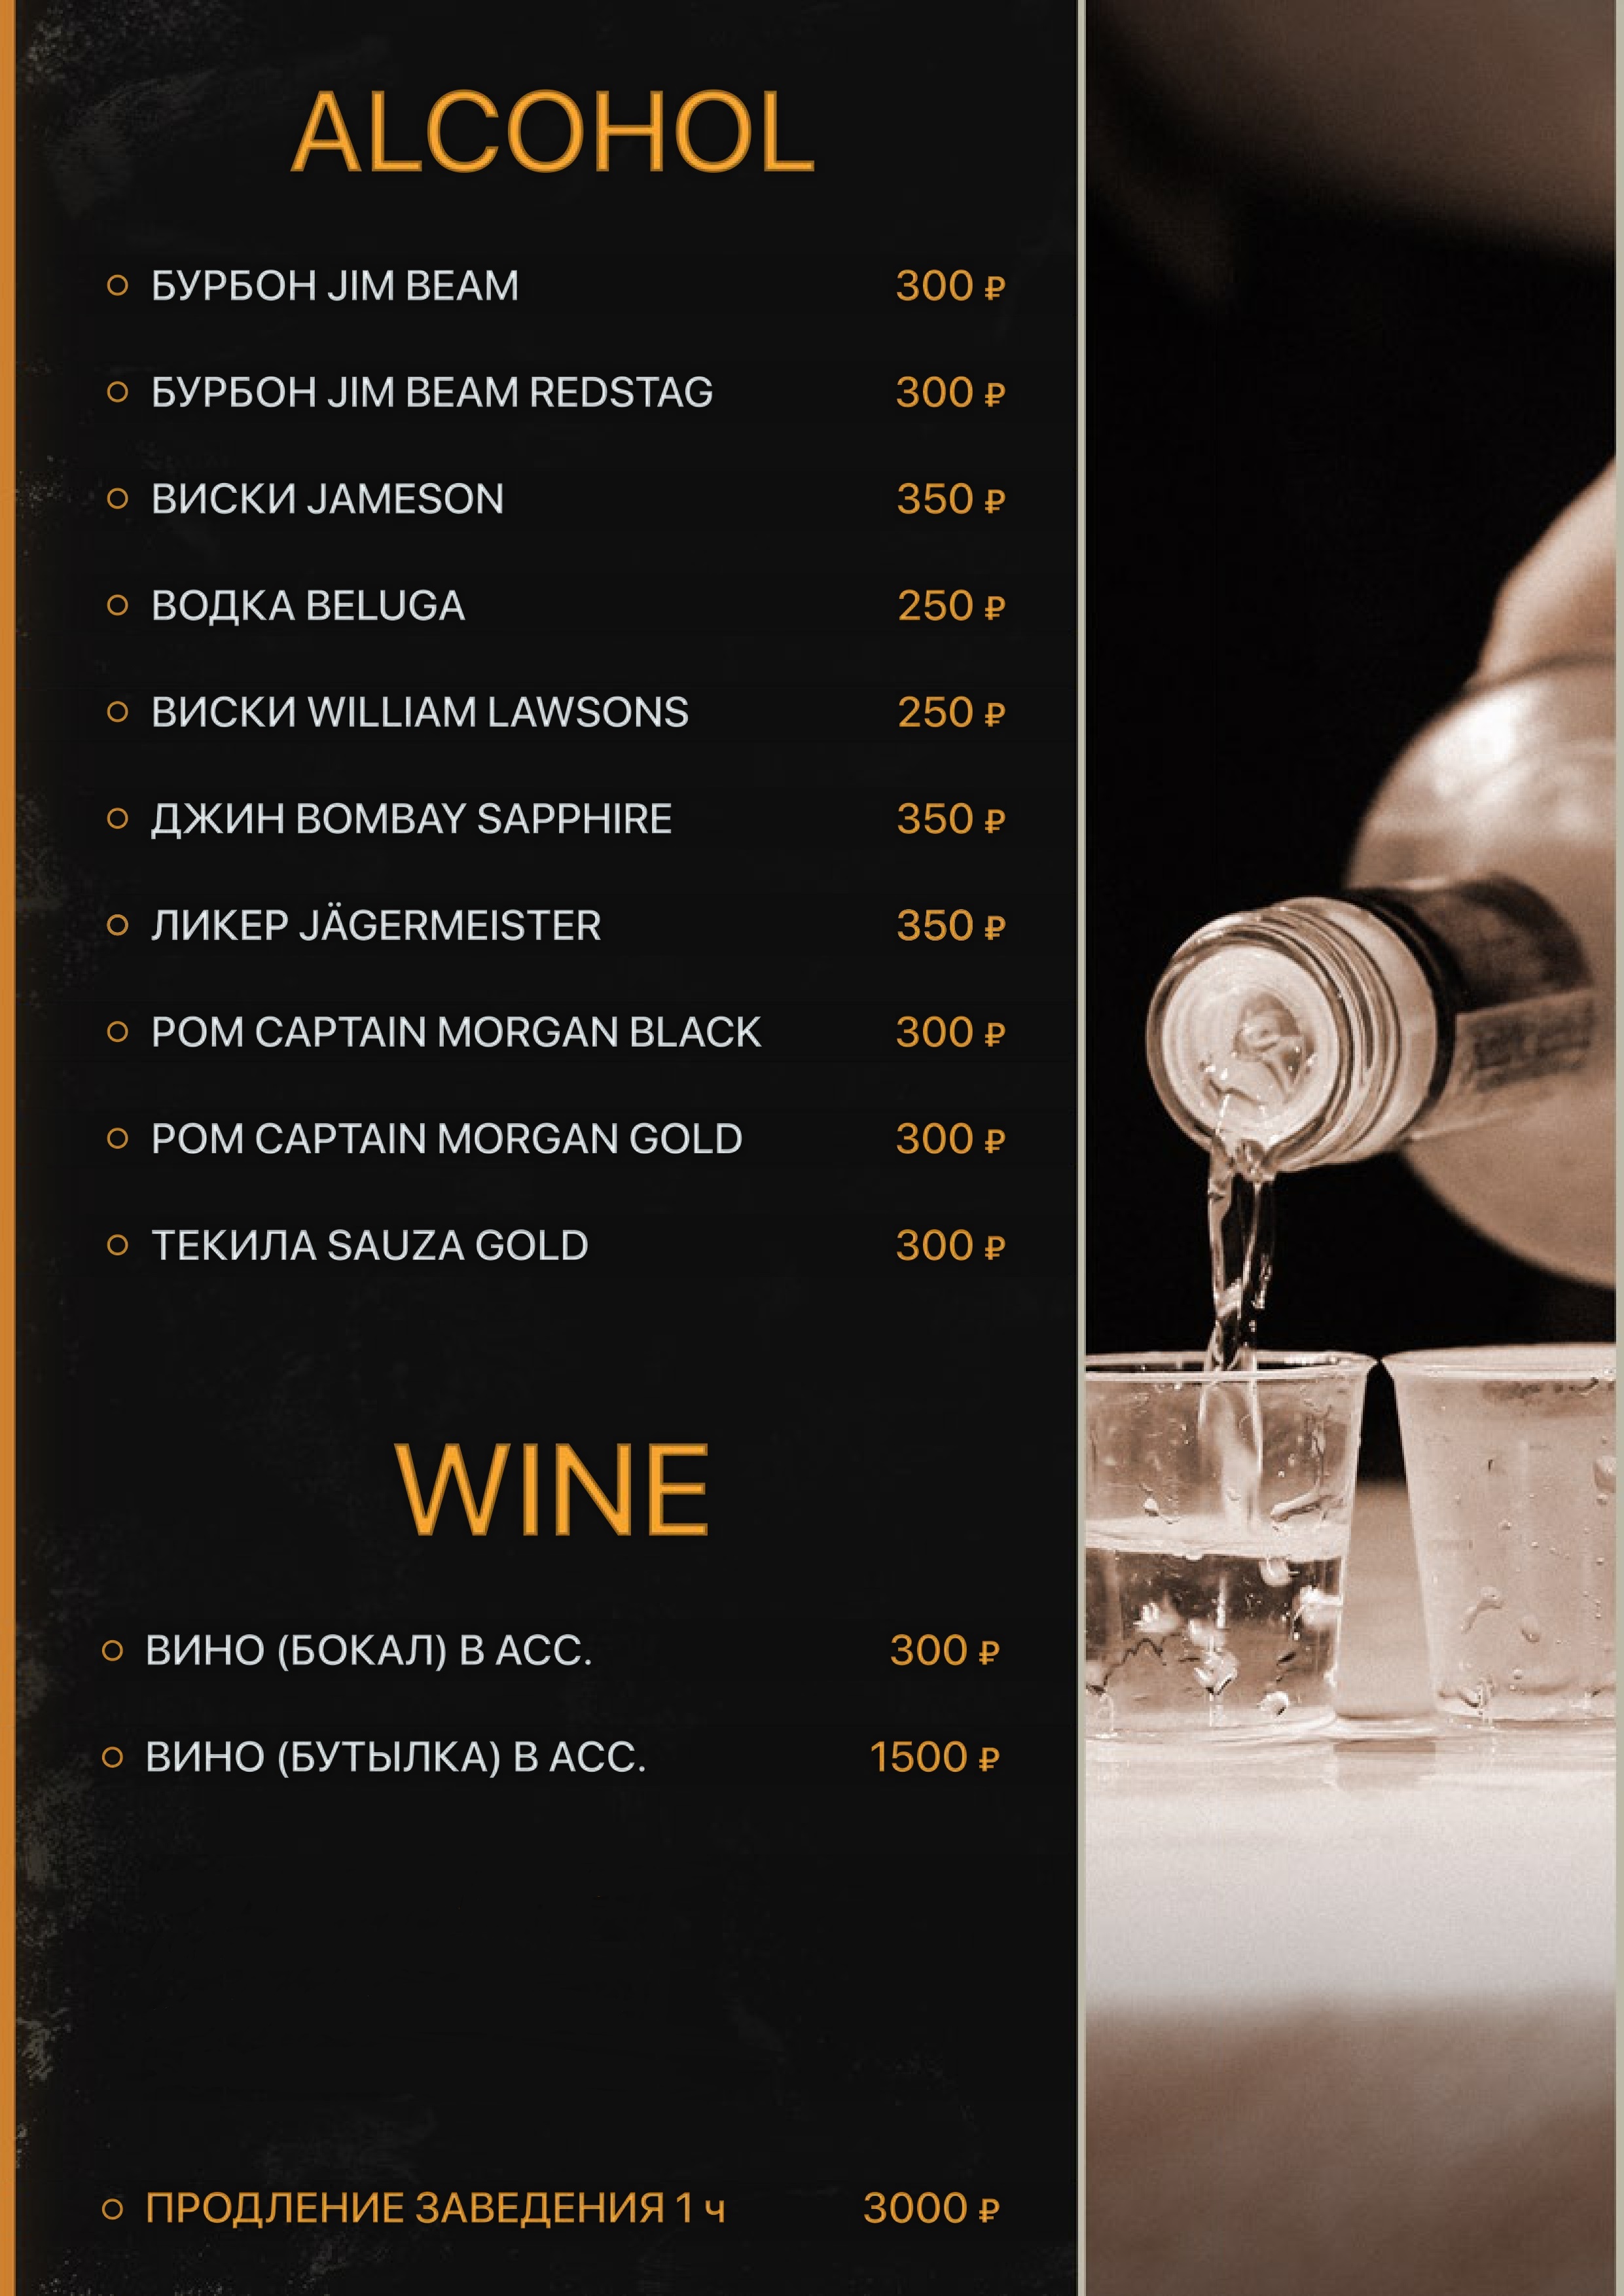 ALCOHOL
БУРБОН JIM BEAM 300 ₽
БУРБОН JIM BEAM REDSTAG 300 ₽
ВИСКИ JAMESON 350 ₽
ВОДКА BELUGA 250 ₽
ВИСКИ WILLIAM LAWSONS 250 ₽
ДЖИН BOMBAY SAPPHIRE 350 ₽
ЛИКЕР JÄGERMEISTER 350 ₽
РОМ CAPTAIN MORGAN BLACK 300 ₽
РОМ CAPTAIN MORGAN GOLD 300 ₽
ТЕКИЛА SAUZA GOLD 300 ₽
WINE
ВИНО (БОКАЛ) В АСС. 300 ₽
ВИНО (БУТЫЛКА) В АСС. 1500 ₽
ПРОДЛЕНИЕ ЗАВЕДЕНИЯ 1 ч 3000 ₽